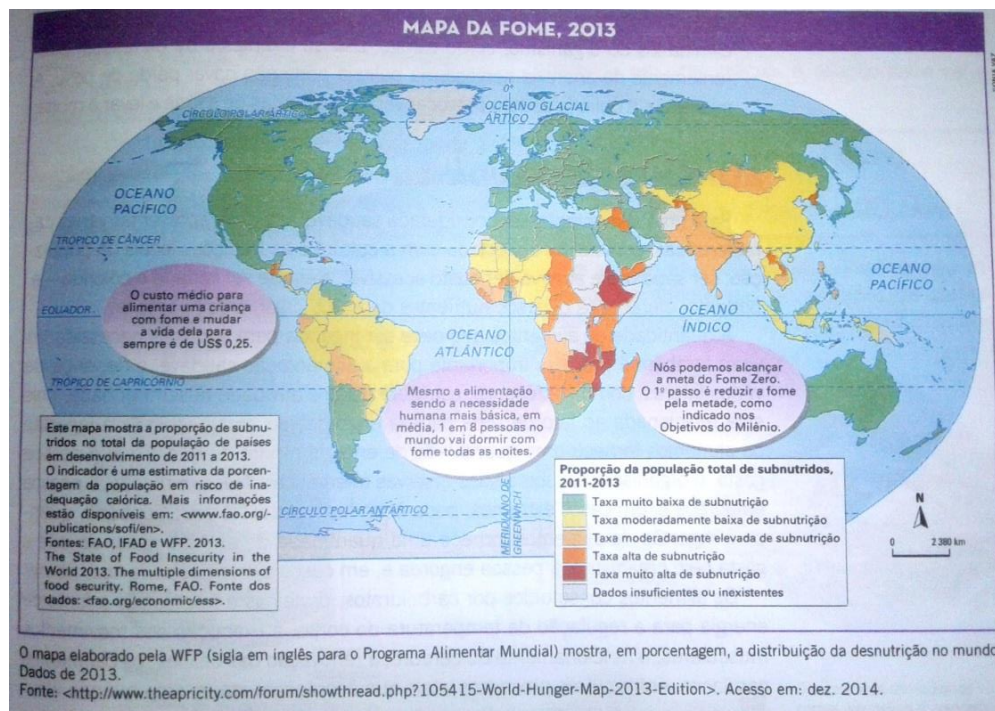 MAPA DA FOME, 2013
0°
OCEANO GLACIAL
ÁRTICO
CÍRCULO POLAR ÁRTICO
OCEANO
PACÍFICO
TRÓPICO DE CÂNCER
OCEANO
PACÍFICO
EQUADOR
0°
OCEANO
ATLÂNTICO
OCEANO
ÍNDICO
TRÓPICO DE CAPRICÓRNIO
CÍRCULO POLAR ANTÁRTICO
MERIDIANO DE
GREENWICH
O custo médio para
alimentar uma criança
com fome e mudar
a vida dela para
sempre é de US$ 0,25.
Mesmo a alimentação
sendo a necessidade
humana mais básica, em
média, 1 em 8 pessoas no
mundo vai dormir com
fome todas as noites.
Nós podemos alcançar
a meta do Fome Zero.
O 1º passo é reduzir a fome
pela metade, como
indicado nos
Objetivos do Milênio.
Este mapa mostra a proporção de subnu-
tridos no total da população de países
em desenvolvimento de 2011 a 2013.
O indicador é uma estimativa da porcen-
tagem da população em risco de ina-
dequação calórica. Mais informações
estão disponíveis em: <www.fao.org/-
publications/sofi/en>.
Fontes: FAO, IFAD e WFP. 2013.
The State of Food Insecurity in the
World 2013. The multiple dimensions of
food security. Rome, FAO. Fonte dos
dados: <fao.org/economic/ess>.
Proporção da população total de subnutridos,
2011-2013
Taxa muito baixa de subnutrição
Taxa moderadamente baixa de subnutrição
Taxa moderadamente elevada de subnutrição
Taxa alta de subnutrição
Taxa muito alta de subnutrição
Dados insuficientes ou inexistentes
N
0 2 380 km
O mapa elaborado pela WFP (sigla em inglês para o Programa Alimentar Mundial) mostra, em porcentagem, a distribuição da desnutrição no mundo
Dados de 2013.
Fonte: <http://www.theapricity.com/forum/showthread.php?105415-World-Hunger-Map-2013-Edition>. Acesso em: dez. 2014.